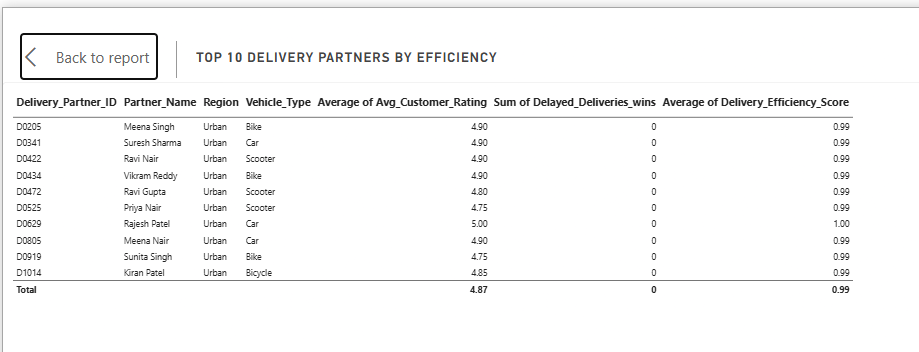 Back to report
TOP 10 DELIVERY PARTNERS BY EFFICIENCY
Delivery_Partner_ID Partner_Name Region Vehicle_Type Average of Avg_Customer_Rating Sum of Delayed_Deliveries_wins Average of Delivery_Efficiency_Score
D0205 Meena Singh Urban Bike 4.90 0 0.99
D0341 Suresh Sharma Urban Car 4.90 0 0.99
D0422 Ravi Nair Urban Scooter 4.90 0 0.99
D0434 Vikram Reddy Urban Bike 4.90 0 0.99
D0472 Ravi Gupta Urban Scooter 4.80 0 0.99
D0525 Priya Nair Urban Scooter 4.75 0 0.99
D0629 Rajesh Patel Urban Car 5.00 0 1.00
D0805 Meena Nair Urban Car 4.90 0 0.99
D0919 Sunita Singh Urban Bike 4.75 0 0.99
D1014 Kiran Patel Urban Bicycle 4.85 0 0.99
Total 4.87 0 0.99